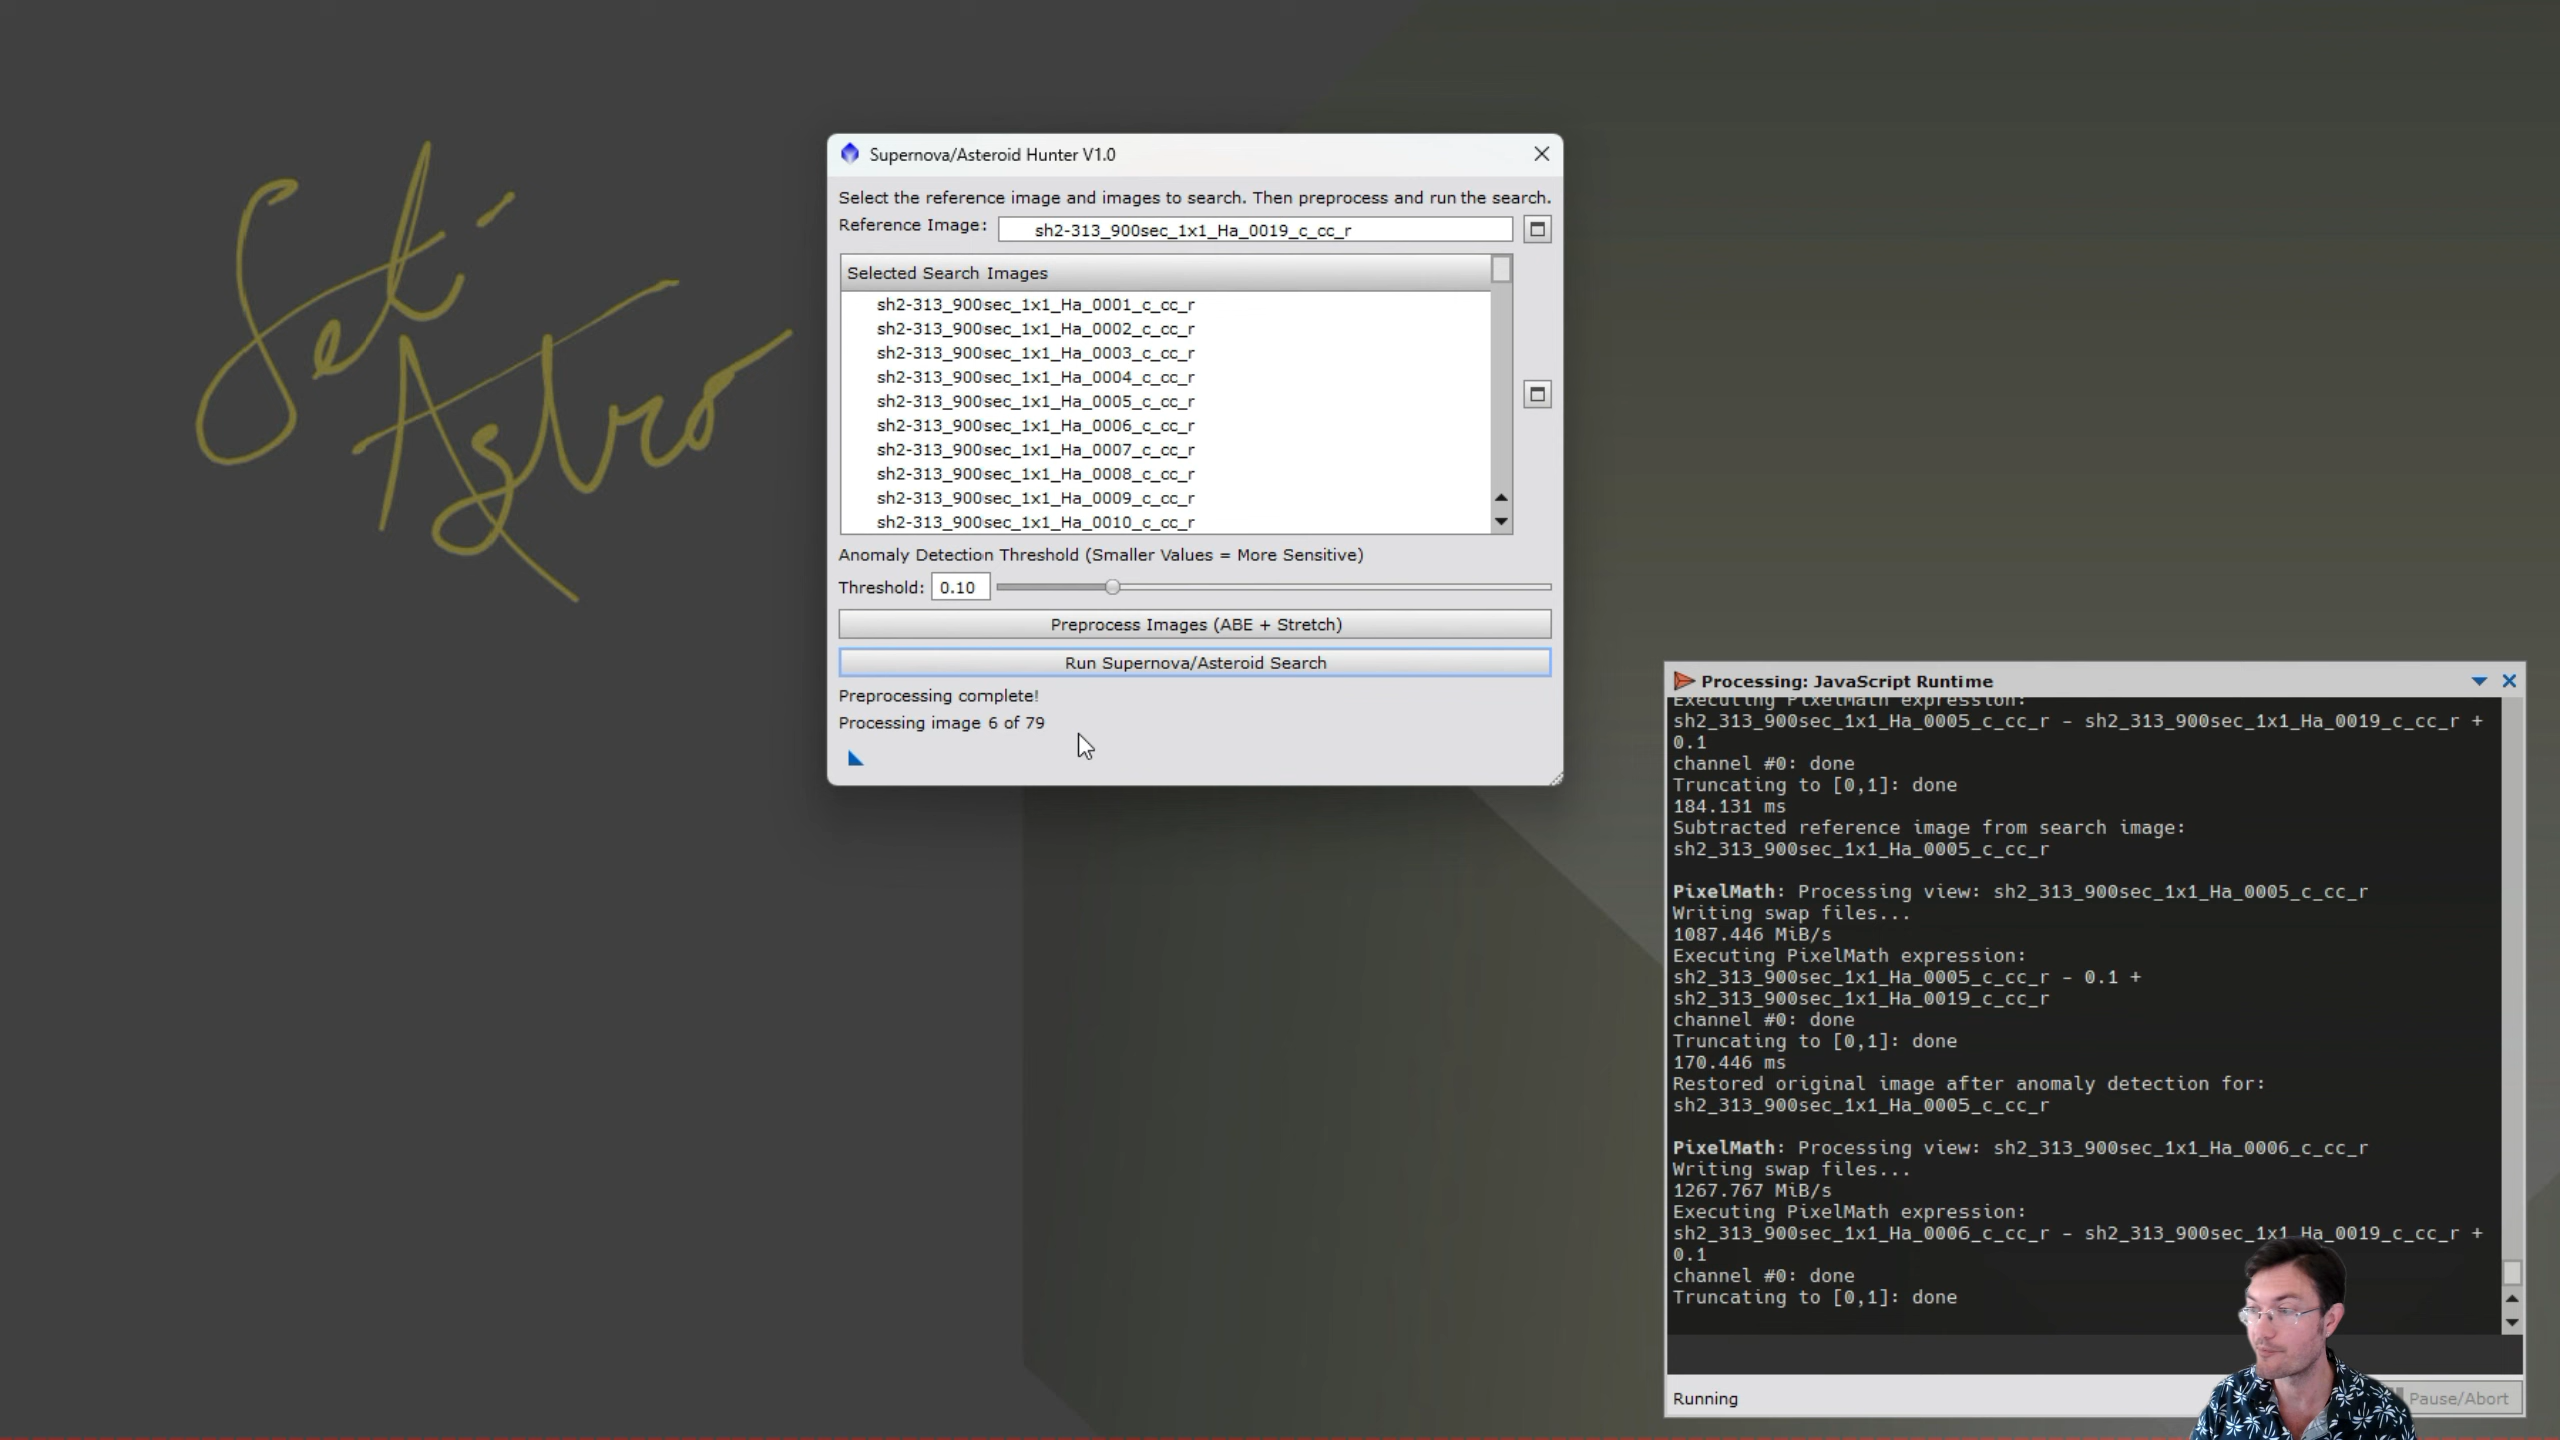 Seti
Astro
Supernova/Asteroid Hunter V1.0
Select the reference image and images to search. Then preprocess and run the search.
Reference Image: sh2-313_900sec_1x1_Ha_0019_c_cc_r
Selected Search Images
sh2-313_900sec_1x1_Ha_0001_c_cc_r
sh2-313_900sec_1x1_Ha_0002_c_cc_r
sh2-313_900sec_1x1_Ha_0003_c_cc_r
sh2-313_900sec_1x1_Ha_0004_c_cc_r
sh2-313_900sec_1x1_Ha_0005_c_cc_r
sh2-313_900sec_1x1_Ha_0006_c_cc_r
sh2-313_900sec_1x1_Ha_0007_c_cc_r
sh2-313_900sec_1x1_Ha_0008_c_cc_r
sh2-313_900sec_1x1_Ha_0009_c_cc_r
sh2-313_900sec_1x1_Ha_0010_c_cc_r
Anomaly Detection Threshold (Smaller Values = More Sensitive)
Threshold: 0.10
Preprocess Images (ABE + Stretch)
Run Supernova/Asteroid Search
Preprocessing complete!
Processing image 6 of 79
Processing: JavaScript Runtime
Executing PixelMath expression:
sh2_313_900sec_1x1_Ha_0005_c_cc_r - sh2_313_900sec_1x1_Ha_0019_c_cc_r +
0.1
channel #0: done
Truncating to [0,1]: done
184.131 ms
Subtracted reference image from search image:
sh2_313_900sec_1x1_Ha_0005_c_cc_r
PixelMath: Processing view: sh2_313_900sec_1x1_Ha_0005_c_cc_r
Writing swap files...
1087.446 MiB/s
Executing PixelMath expression:
sh2_313_900sec_1x1_Ha_0005_c_cc_r - 0.1 +
sh2_313_900sec_1x1_Ha_0019_c_cc_r
channel #0: done
Truncating to [0,1]: done
170.446 ms
Restored original image after anomaly detection for:
sh2_313_900sec_1x1_Ha_0005_c_cc_r
PixelMath: Processing view: sh2_313_900sec_1x1_Ha_0006_c_cc_r
Writing swap files...
1267.767 MiB/s
Executing PixelMath expression:
sh2_313_900sec_1x1_Ha_0006_c_cc_r - sh2_313_900sec_1x1_Ha_0019_c_cc_r +
0.1
channel #0: done
Truncating to [0,1]: done
Running
Pause/Abort